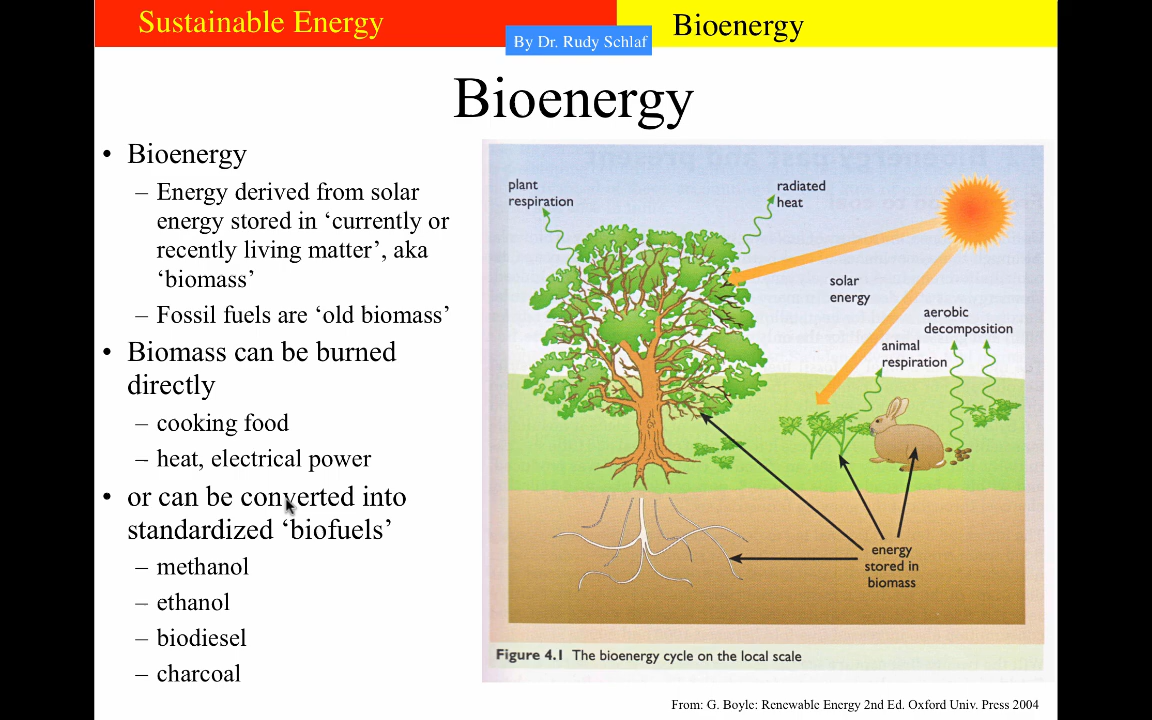 Sustainable Energy
By Dr. Rudy Schlaf
Bioenergy
Bioenergy
• Bioenergy
– Energy derived from solar
energy stored in ‘currently or
recently living matter’, aka
‘biomass’
– Fossil fuels are ‘old biomass’
• Biomass can be burned
directly
– cooking food
– heat, electrical power
• or can be converted into
standardized ‘biofuels’
– methanol
– ethanol
– biodiesel
– charcoal
plant
respiration
radiated
heat
solar
energy
aerobic
decomposition
animal
respiration
energy
stored in
biomass
Figure 4.1 The bioenergy cycle on the local scale
From: G. Boyle: Renewable Energy 2nd Ed. Oxford Univ. Press 2004